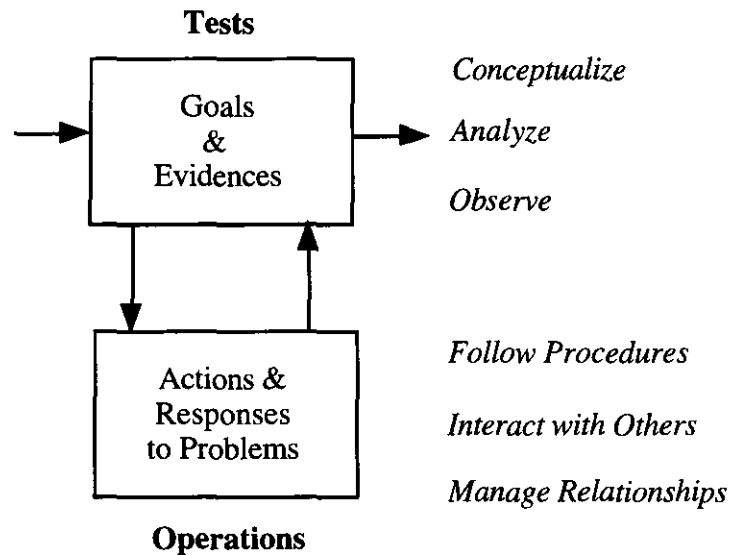 Tests
Goals
&
Evidences
Conceptualize
Analyze
Observe
Actions &
Responses
to Problems
Follow Procedures
Interact with Others
Manage Relationships
Operations